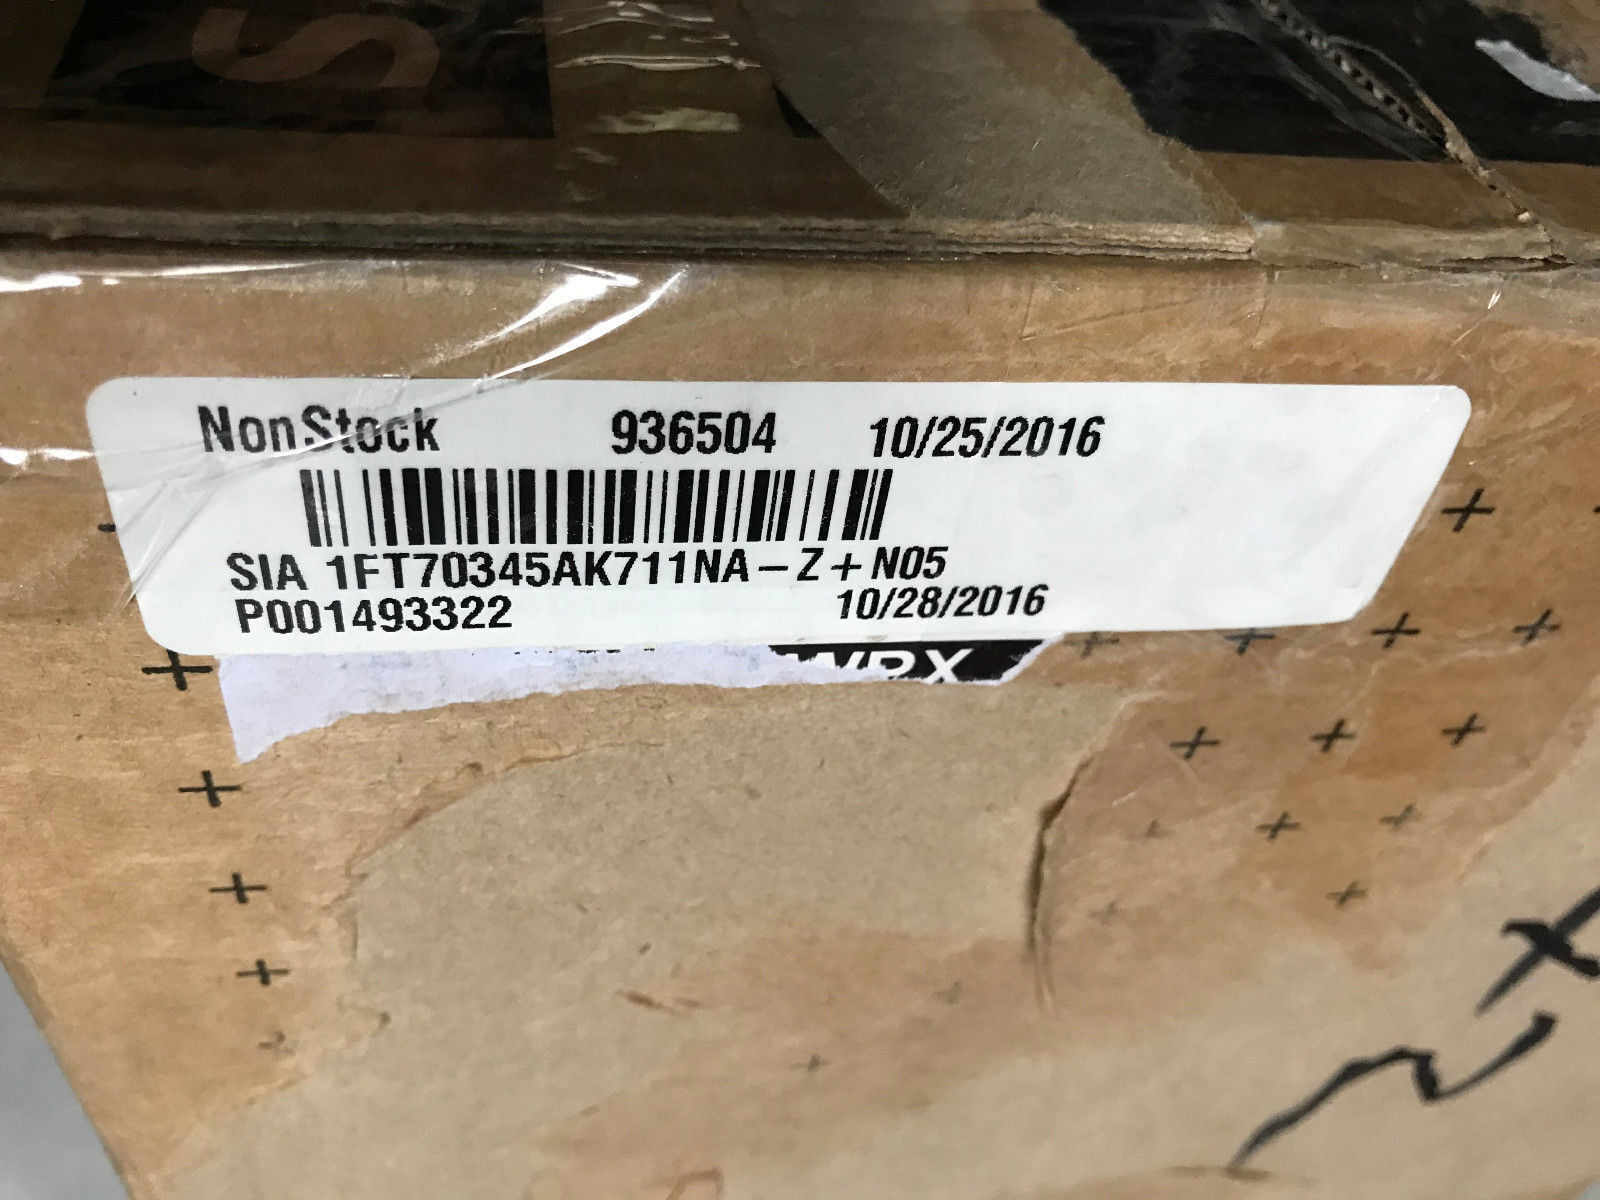 NonStock 936504 10/25/2016
SIA 1FT70345AK711NA-Z+N05
P001493322 10/28/2016